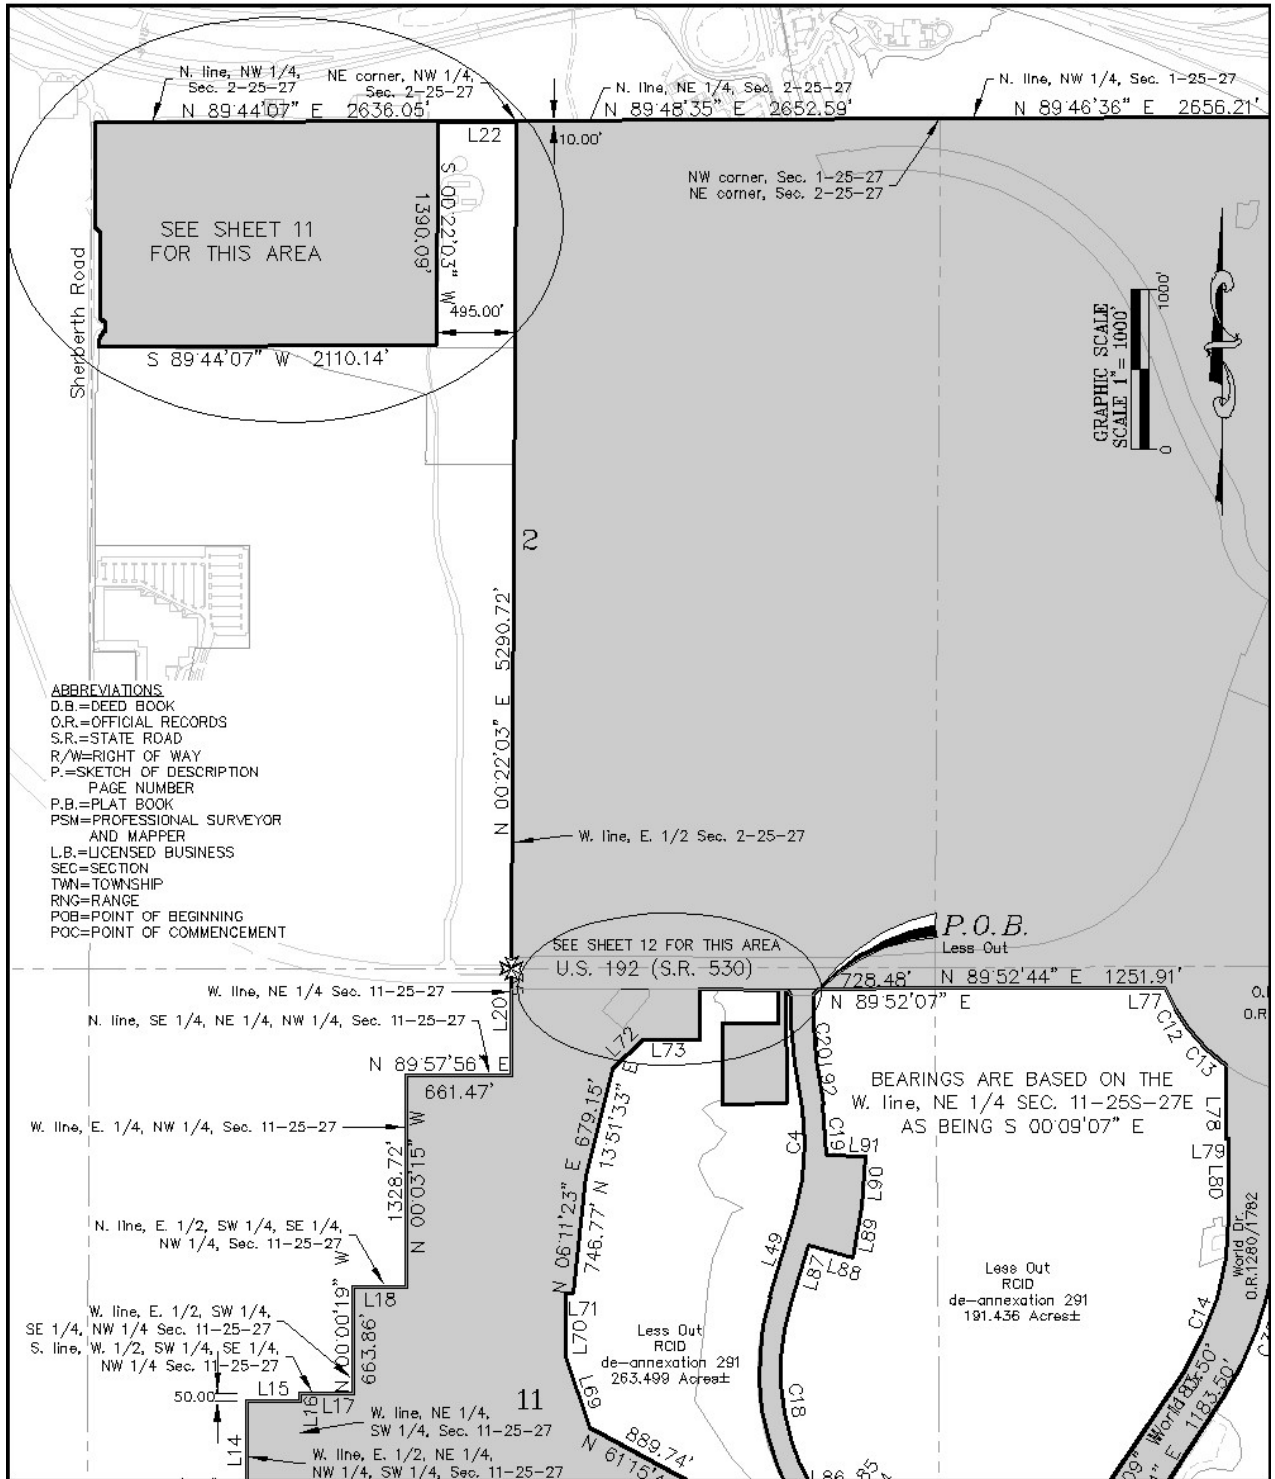 N. line, NW 1/4,
Sec. 2-25-27
NE corner, NW 1/4,
Sec. 2-25-27
N. line, NE 1/4, Sec. 2-25-27
N. line, NW 1/4, Sec. 1-25-27
N 89°44'07" E 2636.05'
N 89°48'35" E 2652.59'
N 89°46'36" E 2656.21'
L22
10.00'
NW corner, Sec. 1-25-27
NE corner, Sec. 2-25-27
SEE SHEET 11
FOR THIS AREA
S 00°22'03" W
1390.09'
495.00'
Sherberth Road
S 89°44'07" W 2110.14'
GRAPHIC SCALE
SCALE 1" = 1000'
0
1000'
2
N 00°22'03" E 5290.72'
ABBREVIATIONS
D.B.=DEED BOOK
O.R.=OFFICIAL RECORDS
S.R.=STATE ROAD
R/W=RIGHT OF WAY
P.=SKETCH OF DESCRIPTION
PAGE NUMBER
P.B.=PLAT BOOK
PSM=PROFESSIONAL SURVEYOR
AND MAPPER
L.B.=LICENSED BUSINESS
SEC=SECTION
TWN=TOWNSHIP
RNG=RANGE
POB=POINT OF BEGINNING
POC=POINT OF COMMENCEMENT
W. line, E. 1/2 Sec. 2-25-27
P.O.B.
Less Out
SEE SHEET 12 FOR THIS AREA
U.S. 192 (S.R. 530)
728.48'
N 89°52'44" E 1251.91'
N 89°52'07" E
W. line, NE 1/4 Sec. 11-25-27
L20
L77
C12
C13
O.R
N. line, SE 1/4, NE 1/4, NW 1/4, Sec. 11-25-27
N 89°57'56" E
661.47'
L72
L73
C20
L92
BEARINGS ARE BASED ON THE
W. line, NE 1/4 SEC. 11-25S-27E
AS BEING S 00°09'07" E
W. line, E. 1/4, NW 1/4, Sec. 11-25-27
1328.72'
N 00°03'15" W
N 13°51'33" E
679.15'
N 06°11'23" E
746.77'
C4
C19
L91
L90
L89
L88
L87
L49
L78
L79
L80
World Dr.
O.R.1280/1782
N. line, E. 1/2, SW 1/4, SE 1/4,
NW 1/4, Sec. 11-25-27
L18
N 00°00'19" W
663.86'
W. line, E. 1/2, SW 1/4,
SE 1/4, NW 1/4 Sec. 11-25-27
S. line, W. 1/2, SW 1/4, SE 1/4,
NW 1/4 Sec. 11-25-27
50.00'
L15
L16
L17
L14
11
L71
L70
L69
Less Out
RCID
de-annexation 291
263.499 Acres±
Less Out
RCID
de-annexation 291
191.436 Acres±
C14
C18
W. line, NE 1/4,
SW 1/4, Sec. 11-25-27
W. line, E. 1/2, NE 1/4,
NW 1/4, SW 1/4, Sec. 11-25-27
889.74'
N 61°15'4
L86
1183.50'
World
1183.50'